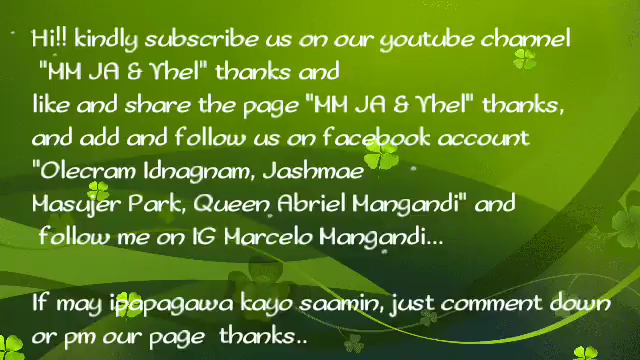 Hi!! kindly subscribe us on our youtube channel
"MM JA & Yhel" thanks and
like and share the page "MM JA & Yhel" thanks,
and add and follow us on facebook account
"Olecram Idnagnam, Jashmae
Masujer Park, Queen Abriel Mangandi" and
follow me on IG Marcelo Mangandi...
If may ipapagawa kayo saamin, just comment down
or pm our page thanks..